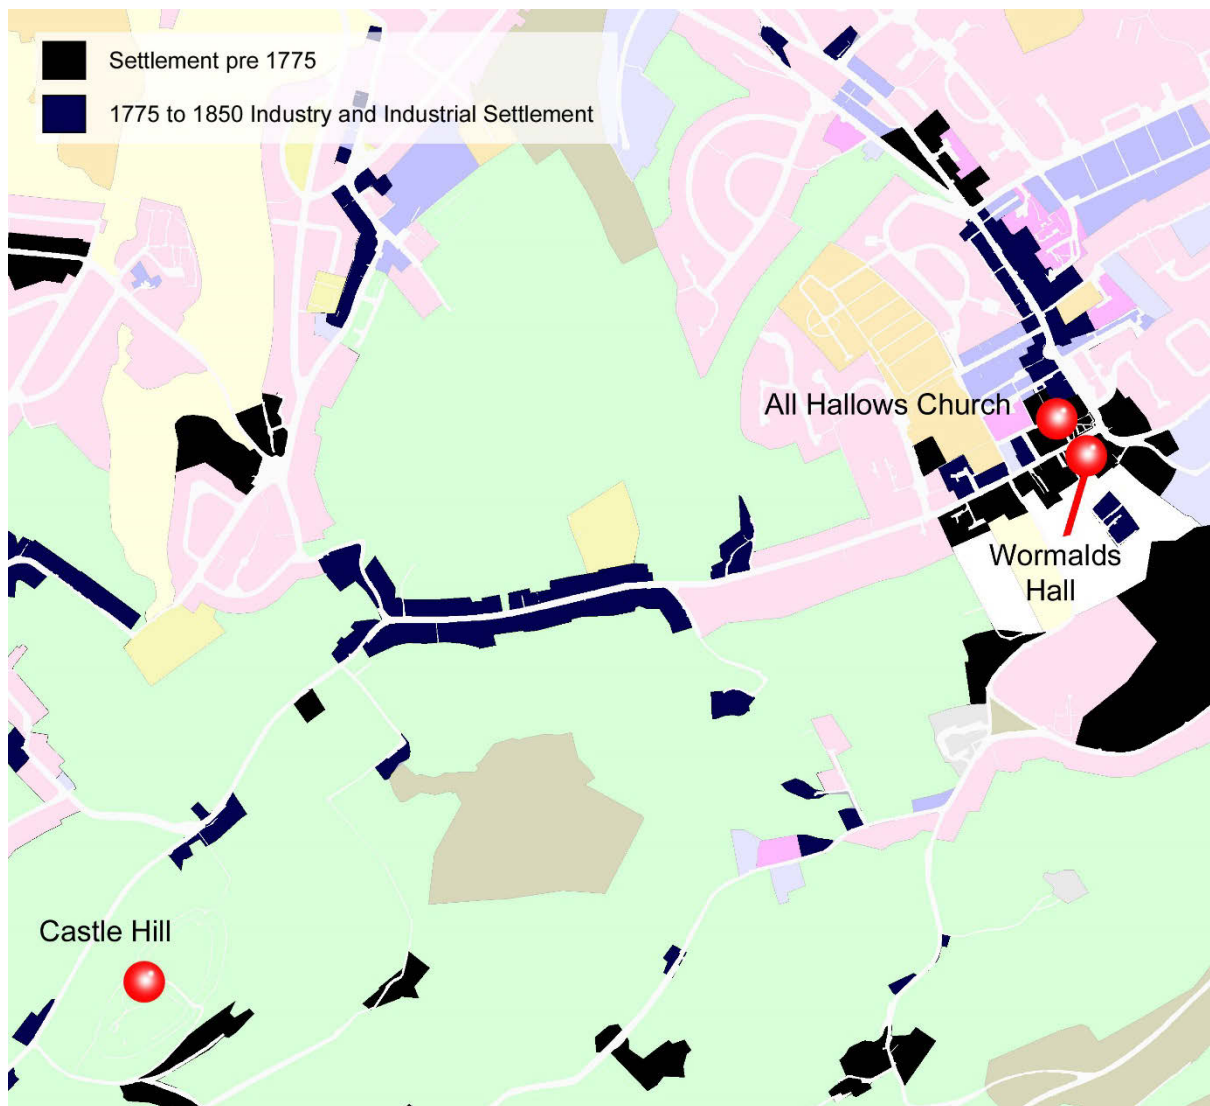 Settlement pre 1775
1775 to 1850 Industry and Industrial Settlement
All Hallows Church
Wormalds
Hall
Castle Hill